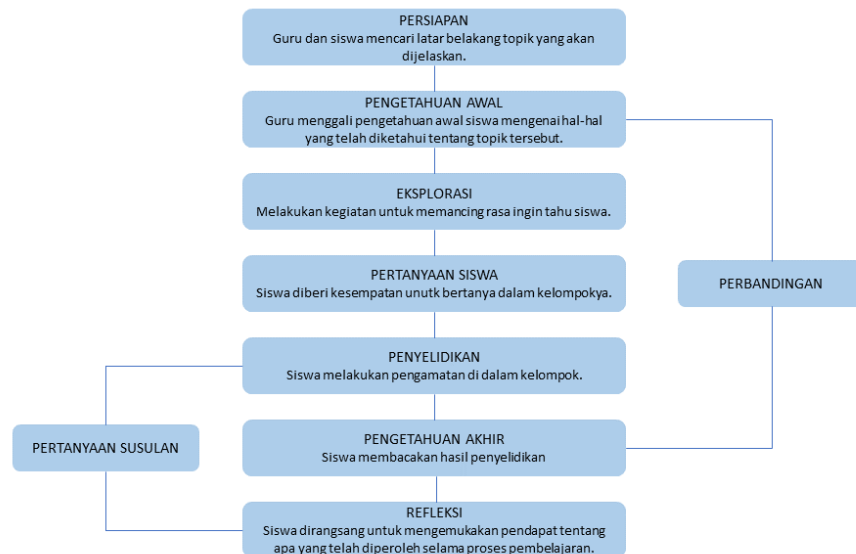 PERSIAPAN
Guru dan siswa mencari latar belakang topik yang akan
dijelaskan.
PENGETAHUAN AWAL
Guru menggali pengetahuan awal siswa mengenai hal-hal
yang telah diketahui tentang topik tersebut.
EKSPLORASI
Melakukan kegiatan untuk memancing rasa ingin tahu siswa.
PERTANYAAN SISWA
Siswa diberi kesempatan unutk bertanya dalam kelompokya.
PERBANDINGAN
PENYELIDIKAN
Siswa melakukan pengamatan di dalam kelompok.
PERTANYAAN SUSULAN
PENGETAHUAN AKHIR
Siswa membacakan hasil penyelidikan
REFLEKSI
Siswa dirangsang untuk mengemukakan pendapat tentang
apa yang telah diperoleh selama proses pembelajaran.